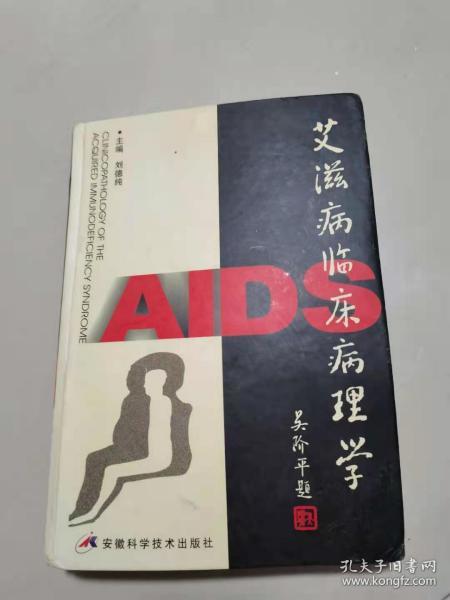 艾滋病临床病理学
吴阶平题
AIDS
•主编 刘德纯
CLINICOPATHOLOGY OF THE
ACQUIRED IMMUNODEFICIENCY SYNDROME
安徽科学技术出版社
孔夫子旧书网
www.kongfz.com